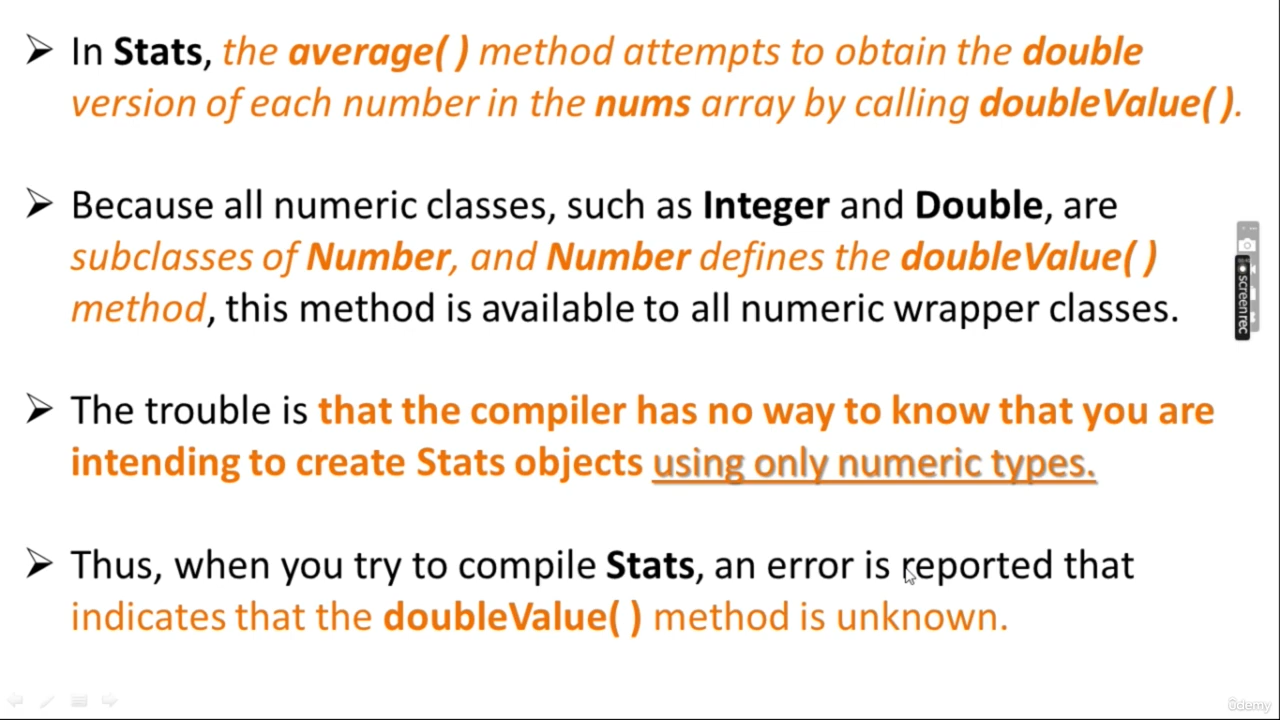 ➢ In Stats, the average( ) method attempts to obtain the double
version of each number in the nums array by calling doubleValue( ).
➢ Because all numeric classes, such as Integer and Double, are
subclasses of Number, and Number defines the doubleValue( )
method, this method is available to all numeric wrapper classes.
➢ The trouble is that the compiler has no way to know that you are
intending to create Stats objects using only numeric types.
➢ Thus, when you try to compile Stats, an error is reported that
indicates that the doubleValue( ) method is unknown.
screenrec
ûdemy